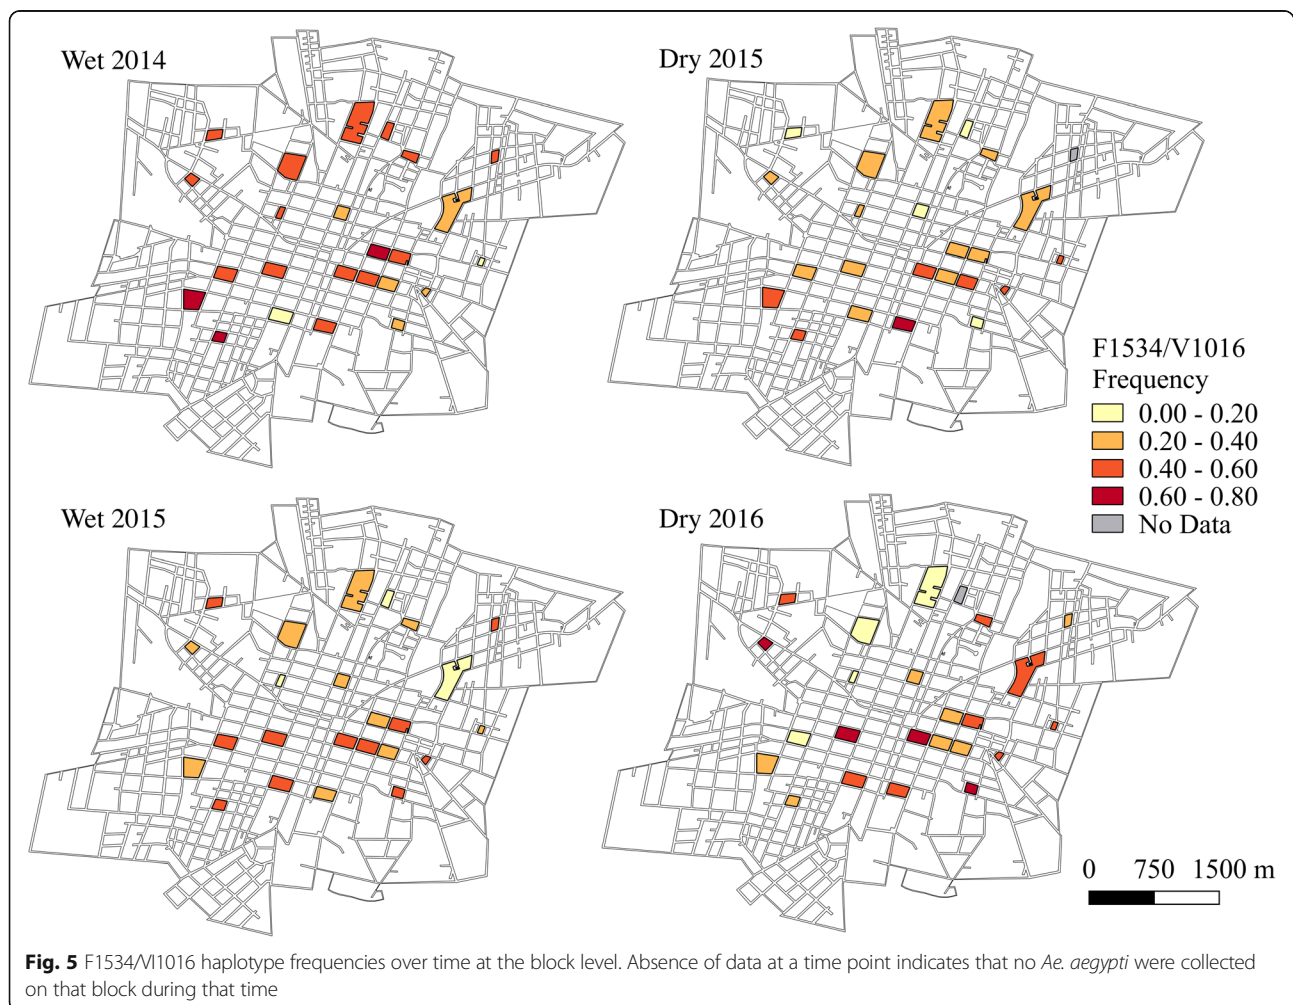 Wet 2014
Dry 2015
F1534/V1016
Frequency
0.00 - 0.20
0.20 - 0.40
0.40 - 0.60
0.60 - 0.80
No Data
Wet 2015
Dry 2016
0 750 1500 m
Fig. 5 F1534/VI1016 haplotype frequencies over time at the block level. Absence of data at a time point indicates that no Ae. aegypti were collected
on that block during that time